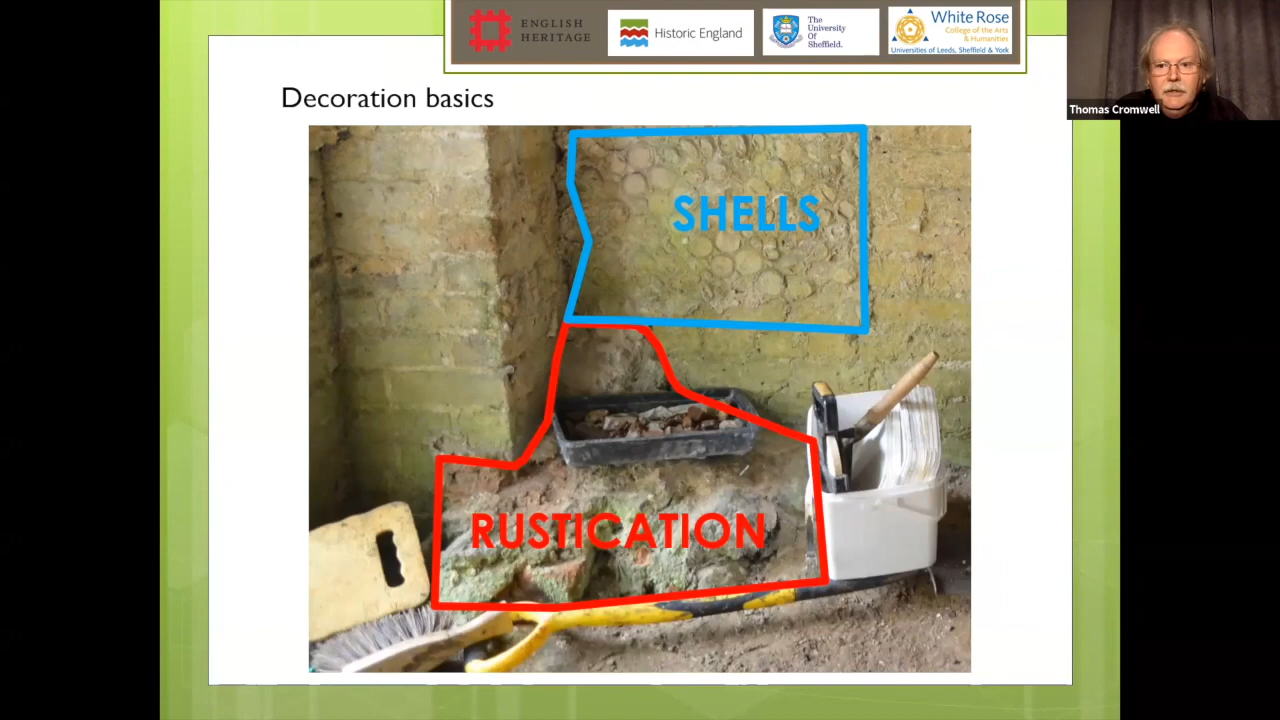 ENGLISH
HERITAGE
Historic England
The
University
Of
Sheffield.
White Rose
College of the Arts
& Humanities
Universities of Leeds, Sheffield & York
Thomas Cromwell
Decoration basics
SHELLS
RUSTICATION